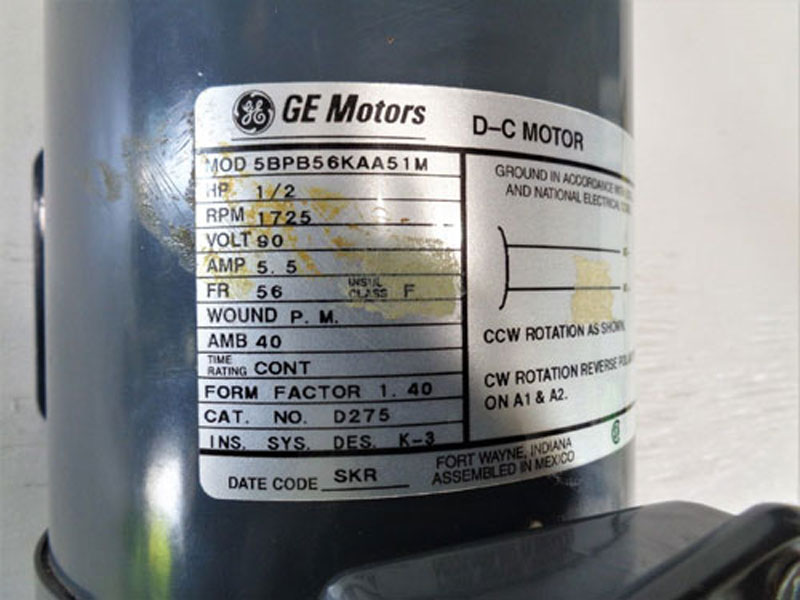 GE Motors
D-C MOTOR
MOD 5BPB56KAA51M
HP. 1/2
RPM 1725
VOLT 90
AMP 5.5
FR 56 INSUL CLASS F
WOUND P.M.
AMB 40
TIME RATING CONT
FORM FACTOR 1.40
CAT. NO. D275
INS. SYS. DES. K-3
GROUND IN ACCORDANCE WITH
AND NATIONAL ELECTRICAL
CCW ROTATION AS SHOWN.
CW ROTATION REVERSE
ON A1 & A2.
DATE CODE SKR
FORT WAYNE, INDIANA
ASSEMBLED IN MEXICO
GE